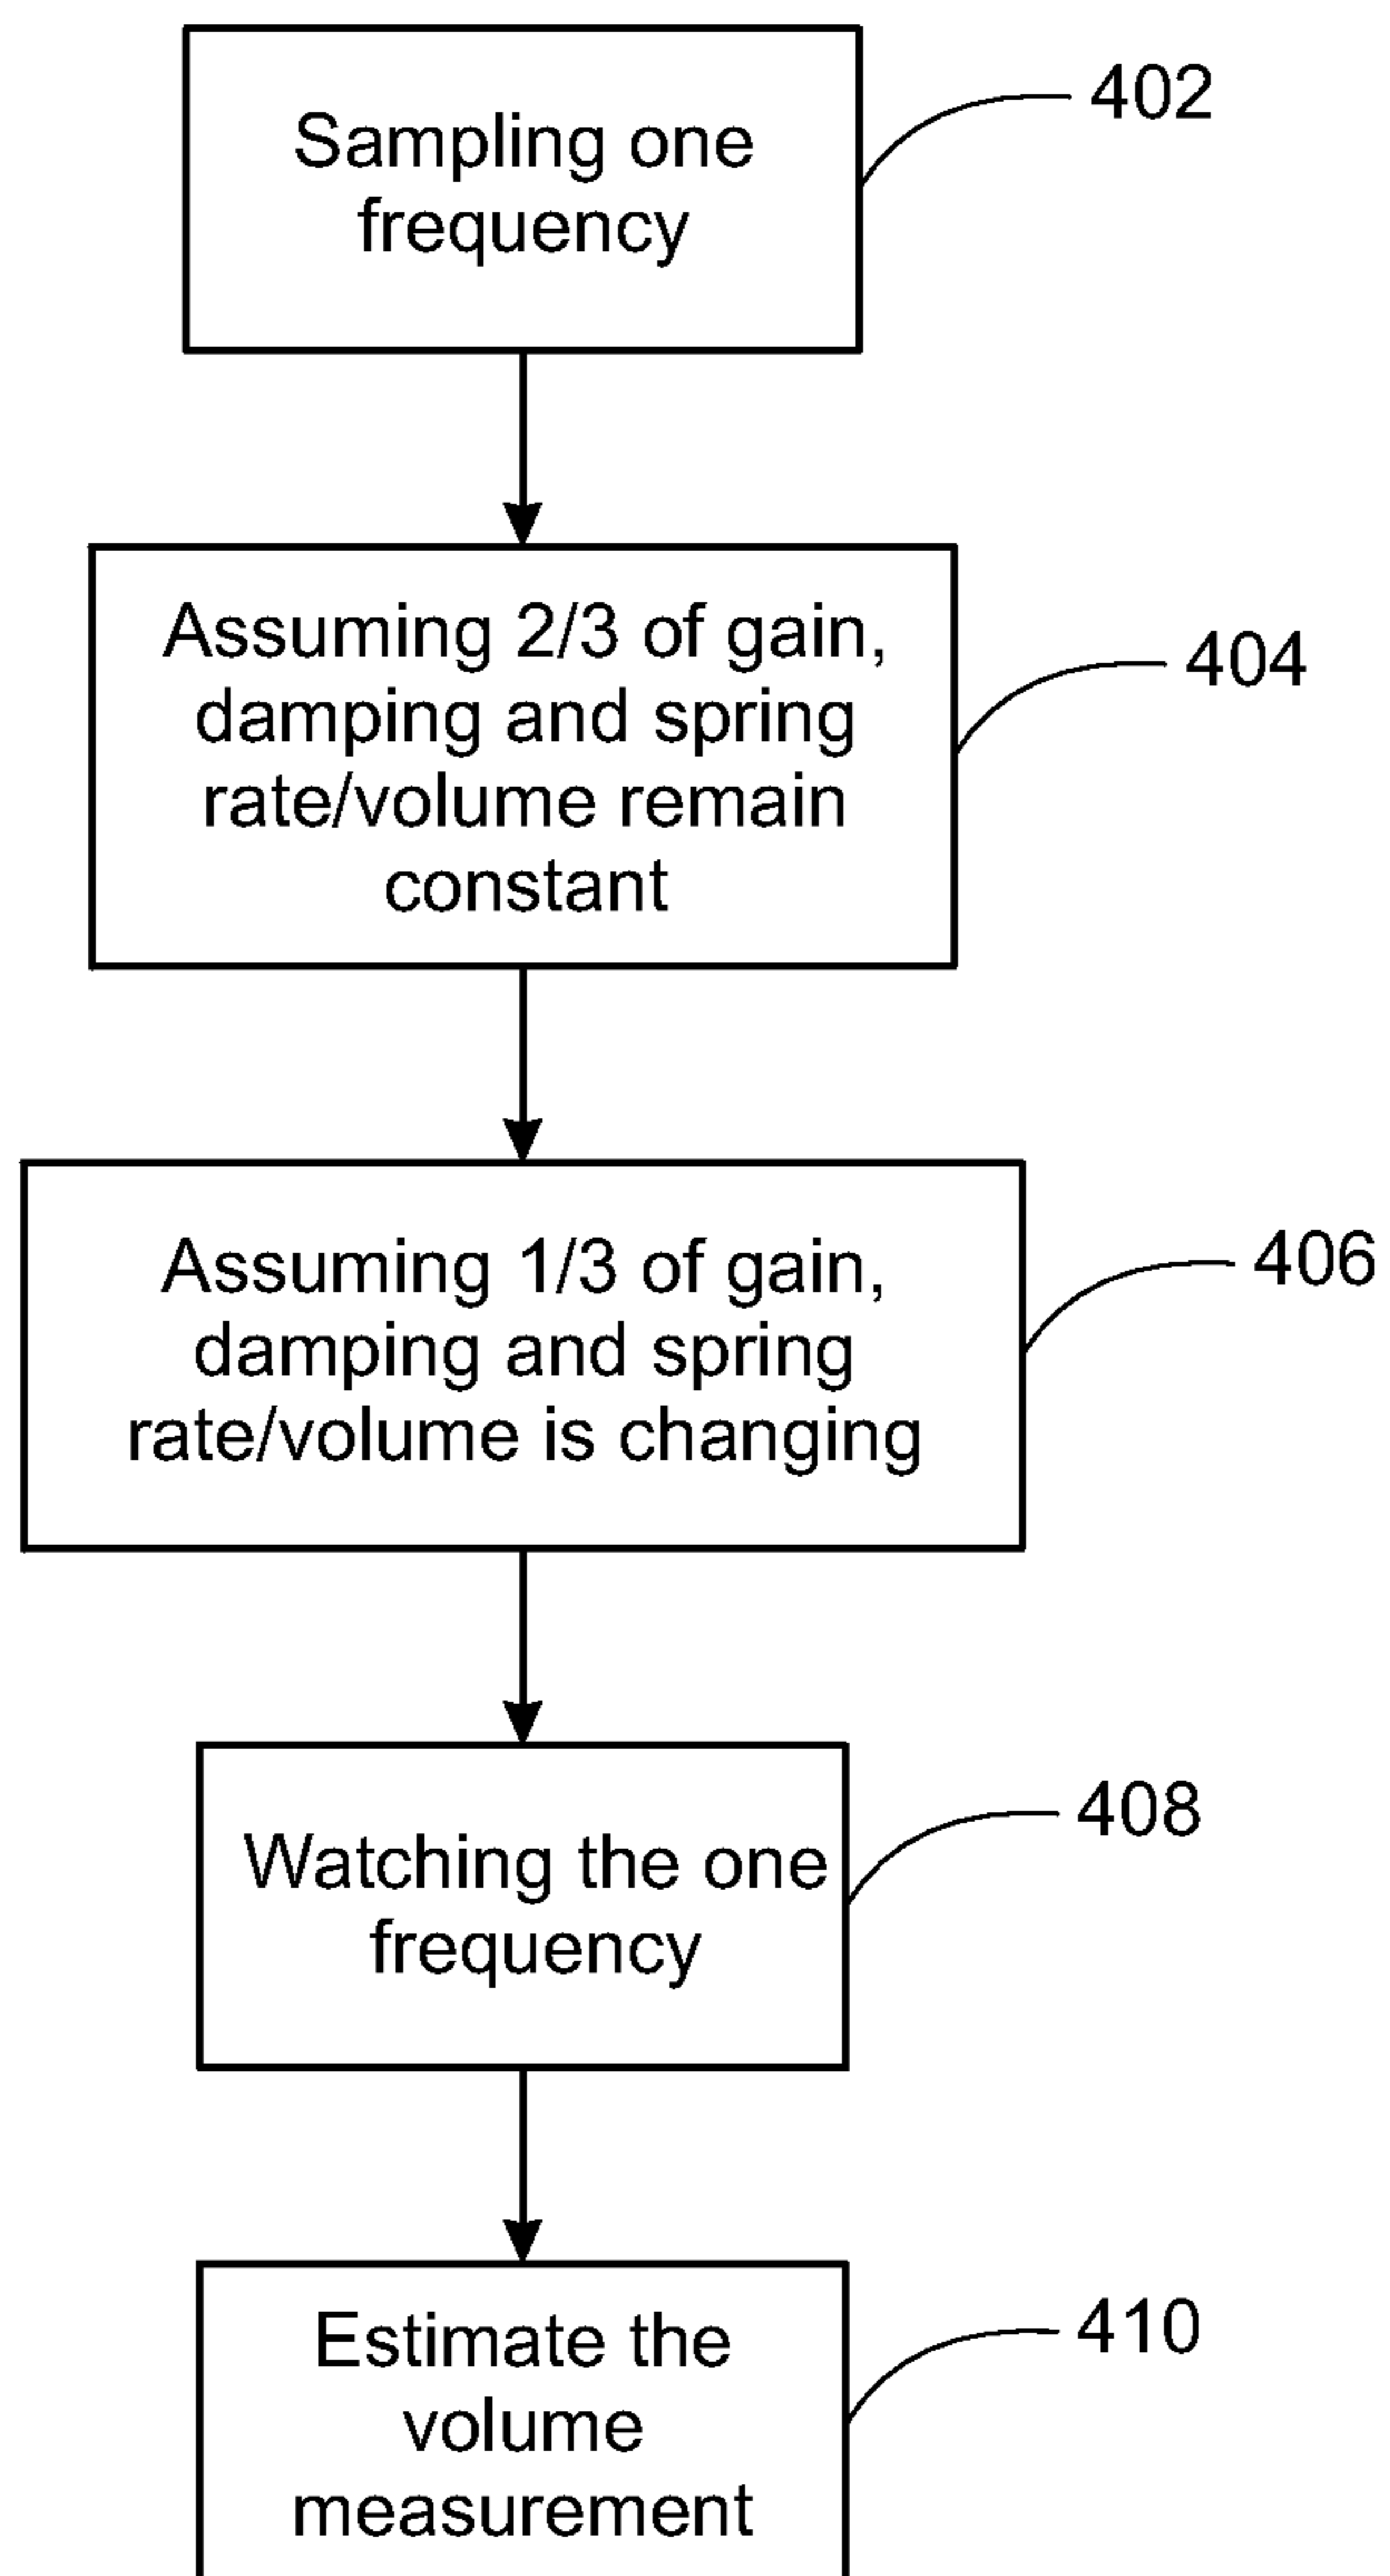 Sampling one
frequency
402
Assuming 2/3 of gain,
damping and spring
rate/volume remain
constant
404
Assuming 1/3 of gain,
damping and spring
rate/volume is changing
406
Watching the one
frequency
408
Estimate the
volume
measurement
410